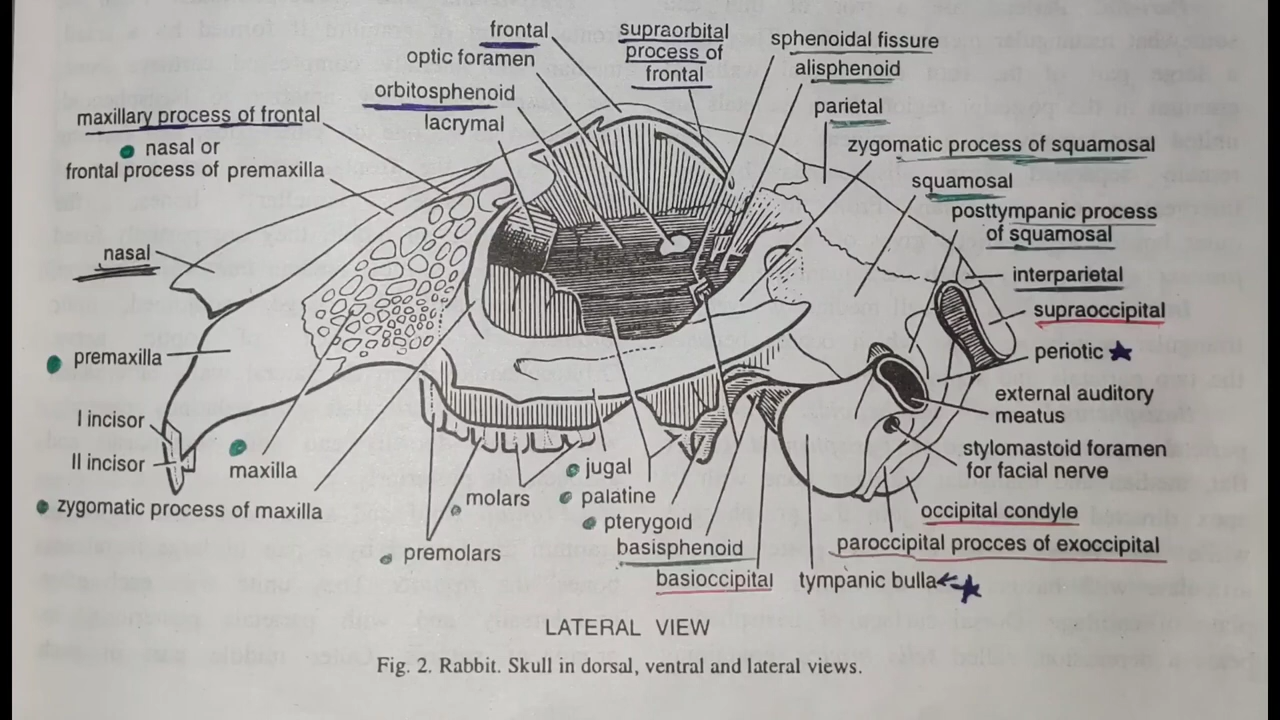 frontal
optic foramen
orbitosphenoid
lacrymal
supraorbital
process of
frontal
sphenoidal fissure
alisphenoid
parietal
zygomatic process of squamosal
squamosal
posttympanic process
of squamosal
interparietal
supraoccipital
periotic
external auditory
meatus
stylomastoid foramen
for facial nerve
occipital condyle
paroccipital procces of exoccipital
tympanic bulla
maxillary process of frontal
nasal or
frontal process of premaxilla
nasal
premaxilla
I incisor
II incisor
maxilla
zygomatic process of maxilla
premolars
molars
jugal
palatine
pterygoid
basisphenoid
basioccipital
LATERAL VIEW
Fig. 2. Rabbit. Skull in dorsal, ventral and lateral views.